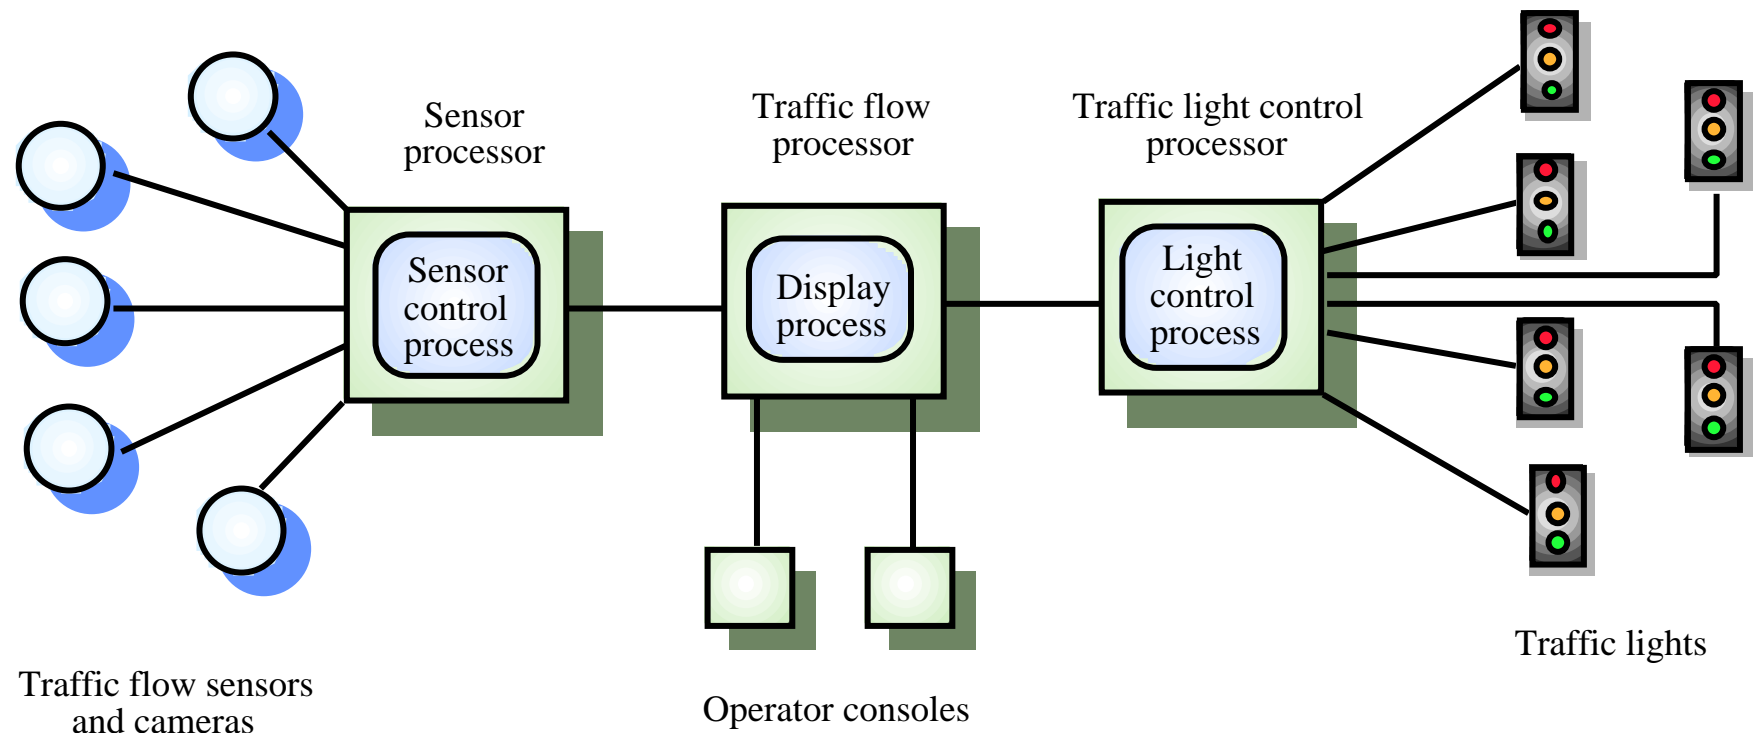 Sensor
processor
Traffic flow
processor
Traffic light control
processor
Sensor
control
process
Display
process
Light
control
process
Traffic lights
Traffic flow sensors
and cameras
Operator consoles